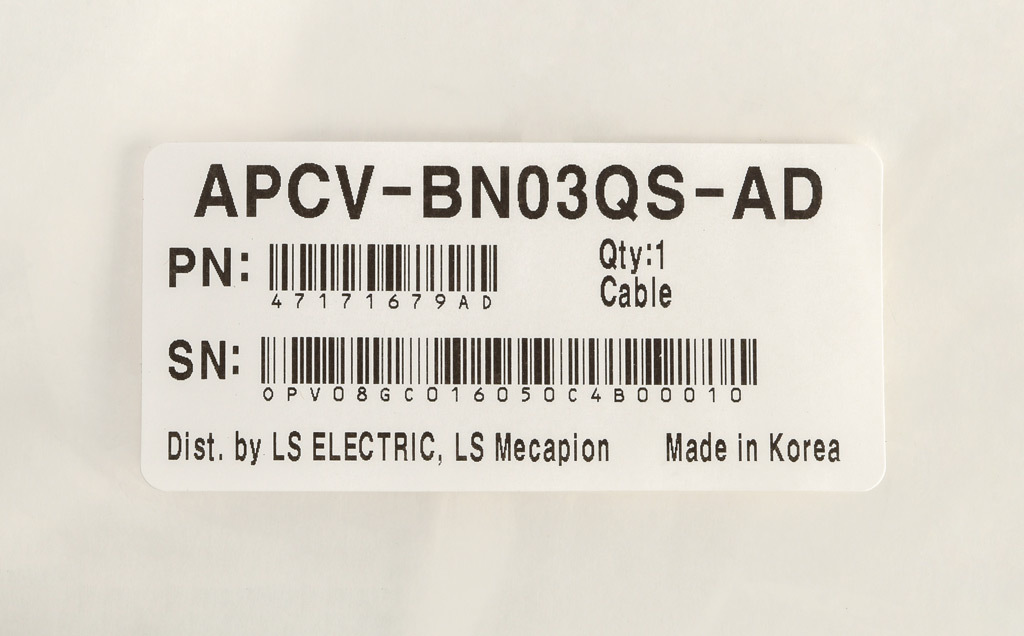 APCV-BN03QS-AD
PN:
47171679AD
Qty:1
Cable
SN:
0PV08GC016050C4B00010
Dist. by LS ELECTRIC, LS Mecapion
Made in Korea